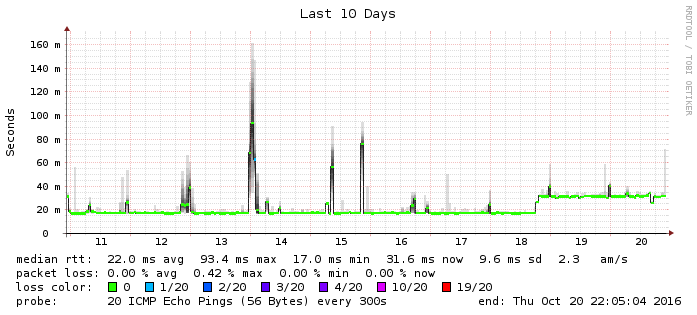 Last 10 Days
RRDTOOL / TOBI OETIKER
Seconds
160 m
140 m
120 m
100 m
80 m
60 m
40 m
20 m
0
11 12 13 14 15 16 17 18 19 20
median rtt: 22.0 ms avg 93.4 ms max 17.0 ms min 31.6 ms now 9.6 ms sd 2.3 am/s
packet loss: 0.00 % avg 0.42 % max 0.00 % min 0.00 % now
loss color: 0 1/20 2/20 3/20 4/20 10/20 19/20
probe: 20 ICMP Echo Pings (56 Bytes) every 300s end: Thu Oct 20 22:05:04 2016